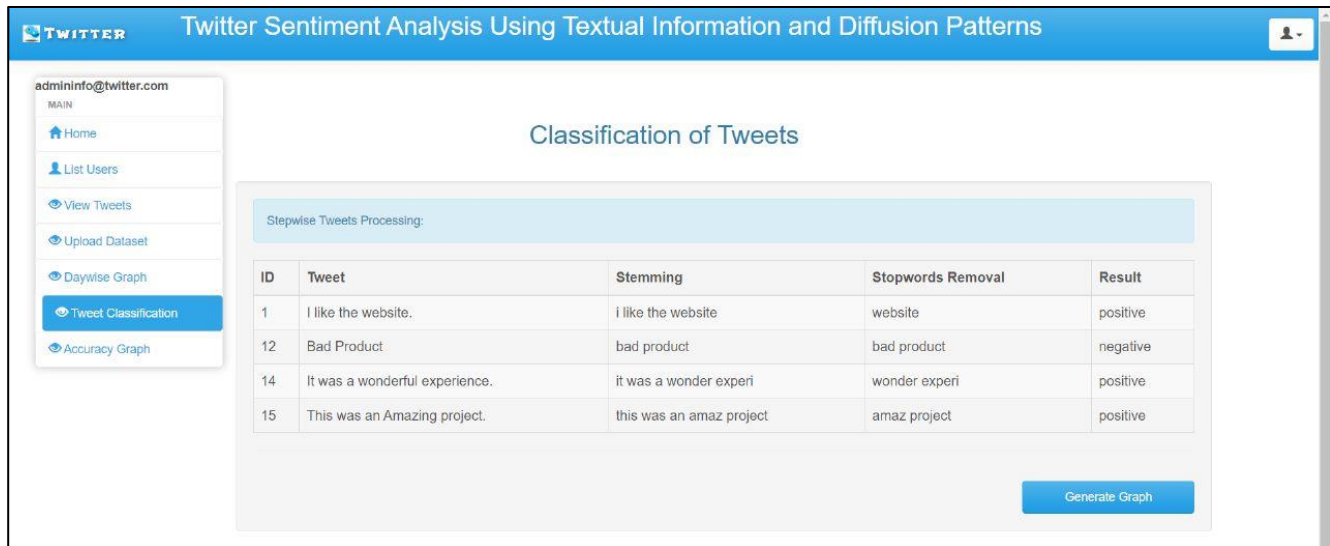 TWITTER
Twitter Sentiment Analysis Using Textual Information and Diffusion Patterns
admininfo@twitter.com
MAIN
Home
List Users
View Tweets
Upload Dataset
Daywise Graph
Tweet Classification
Accuracy Graph
Classification of Tweets
Stepwise Tweets Processing:
ID Tweet Stemming Stopwords Removal Result
1 I like the website. i like the website website positive
12 Bad Product bad product bad product negative
14 It was a wonderful experience. it was a wonder experi wonder experi positive
15 This was an Amazing project. this was an amaz project amaz project positive
Generate Graph